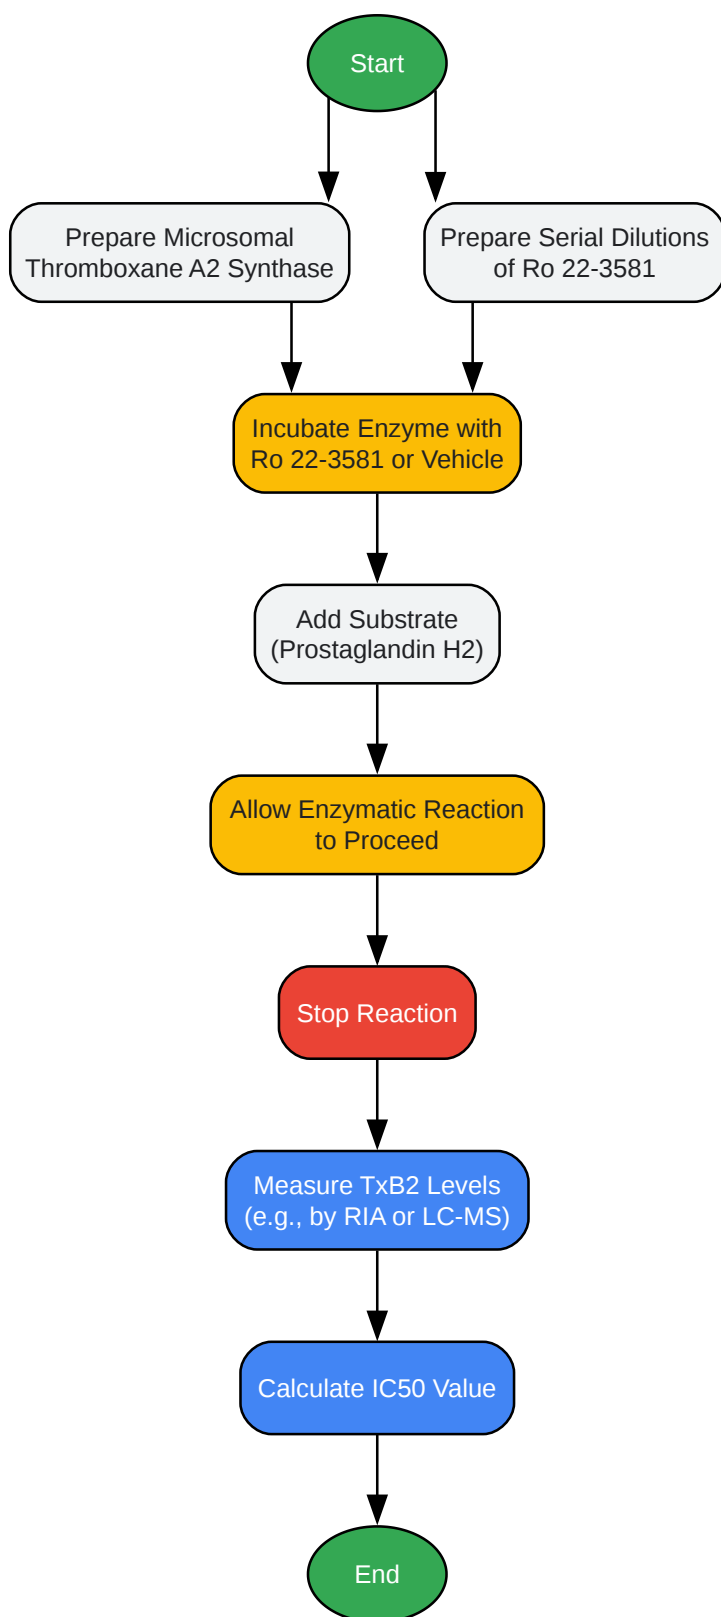 Start
Prepare Microsomal
Thromboxane A2 Synthase
Prepare Serial Dilutions
of Ro 22-3581
Incubate Enzyme with
Ro 22-3581 or Vehicle
Add Substrate
(Prostaglandin H2)
Allow Enzymatic Reaction
to Proceed
Stop Reaction
Measure TxB2 Levels
(e.g., by RIA or LC-MS)
Calculate IC50 Value
End